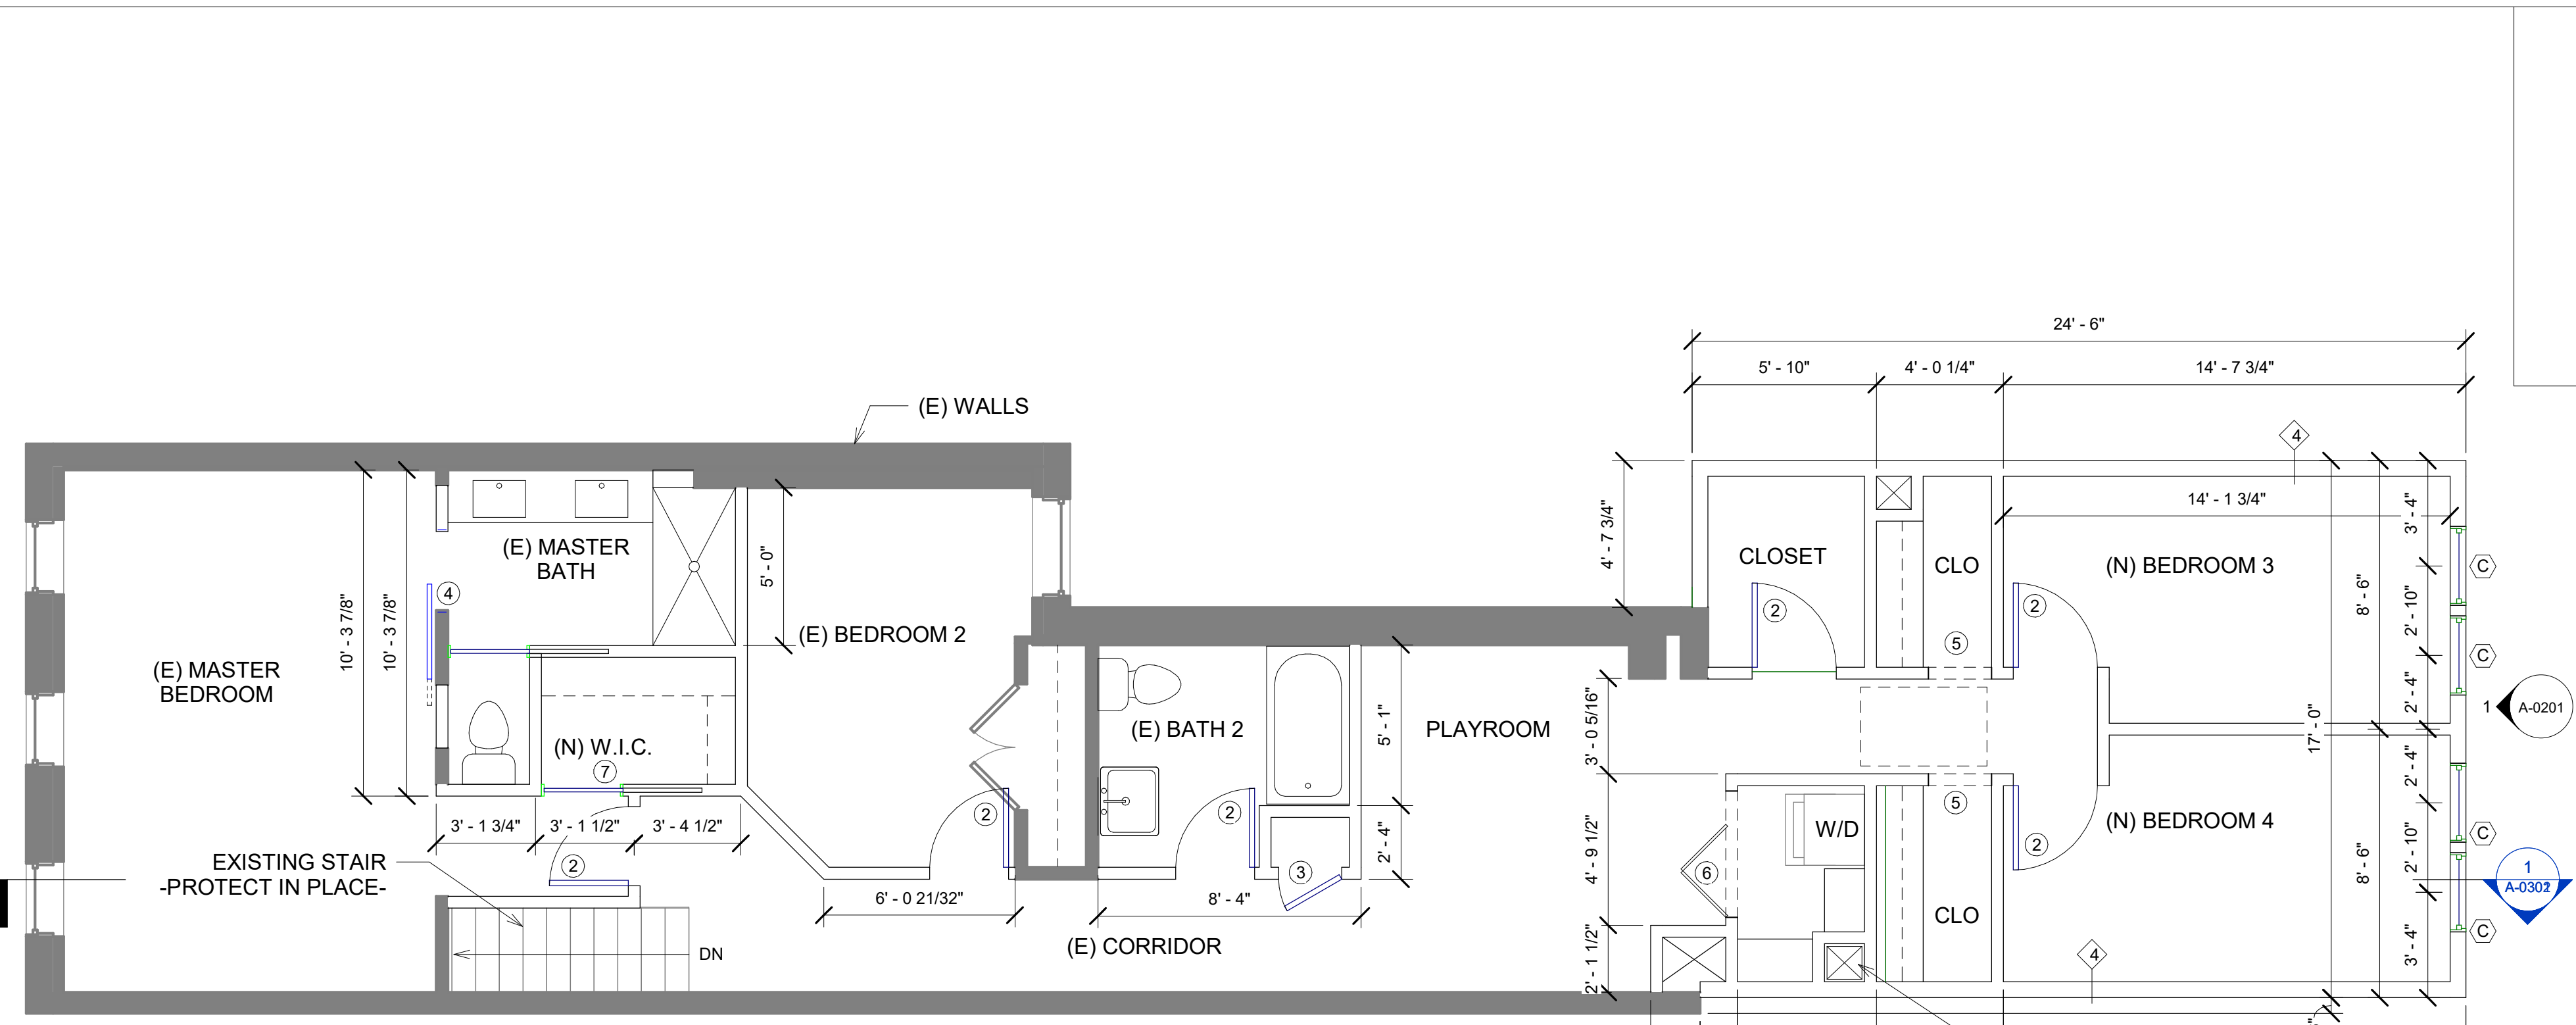 24' - 6"
5' - 10"
4' - 0 1/4"
14' - 7 3/4"
(E) WALLS
4
14' - 1 3/4"
3' - 4"
4' - 7 3/4"
(E) MASTER
BATH
5' - 0"
CLOSET
CLO
(N) BEDROOM 3
C
4
10' - 3 7/8"
10' - 3 7/8"
2
2
8' - 6"
2' - 10"
(E) BEDROOM 2
5
C
(E) MASTER
BEDROOM
2' - 4"
1
A-0201
3' - 0 5/16"
5' - 1"
(E) BATH 2
PLAYROOM
17' - 0"
(N) W.I.C.
7
2' - 4"
5
2
2
W/D
(N) BEDROOM 4
C
3' - 1 3/4"
3' - 1 1/2"
3' - 4 1/2"
2' - 4"
4' - 9 1/2"
2
8' - 6"
2' - 10"
EXISTING STAIR
-PROTECT IN PLACE-
2
3
6
1
6' - 0 21/32"
8' - 4"
CLO
C
(E) CORRIDOR
DN
2' - 1 1/2"
4
3' - 4"